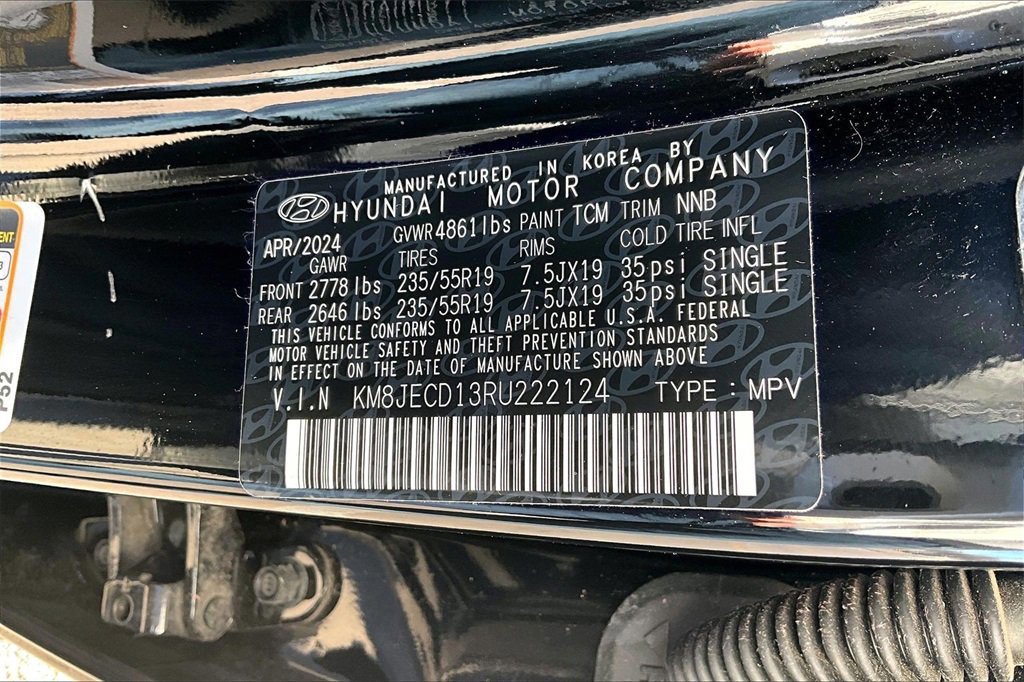 MANUFACTURED IN KOREA BY
HYUNDAI MOTOR COMPANY
APR/2024 GVWR 4861lbs PAINT TCM TRIM NNB
GAWR TIRES RIMS COLD TIRE INFL
FRONT 2778 lbs 235/55R19 7.5JX19 35psi SINGLE
REAR 2646 lbs 235/55R19 7.5JX19 35psi SINGLE
THIS VEHICLE CONFORMS TO ALL APPLICABLE U.S.A. FEDERAL
MOTOR VEHICLE SAFETY AND THEFT PREVENTION STANDARDS
IN EFFECT ON THE DATE OF MANUFACTURE SHOWN ABOVE
V.I.N KM8JECD13RU222124 TYPE : MPV
P52